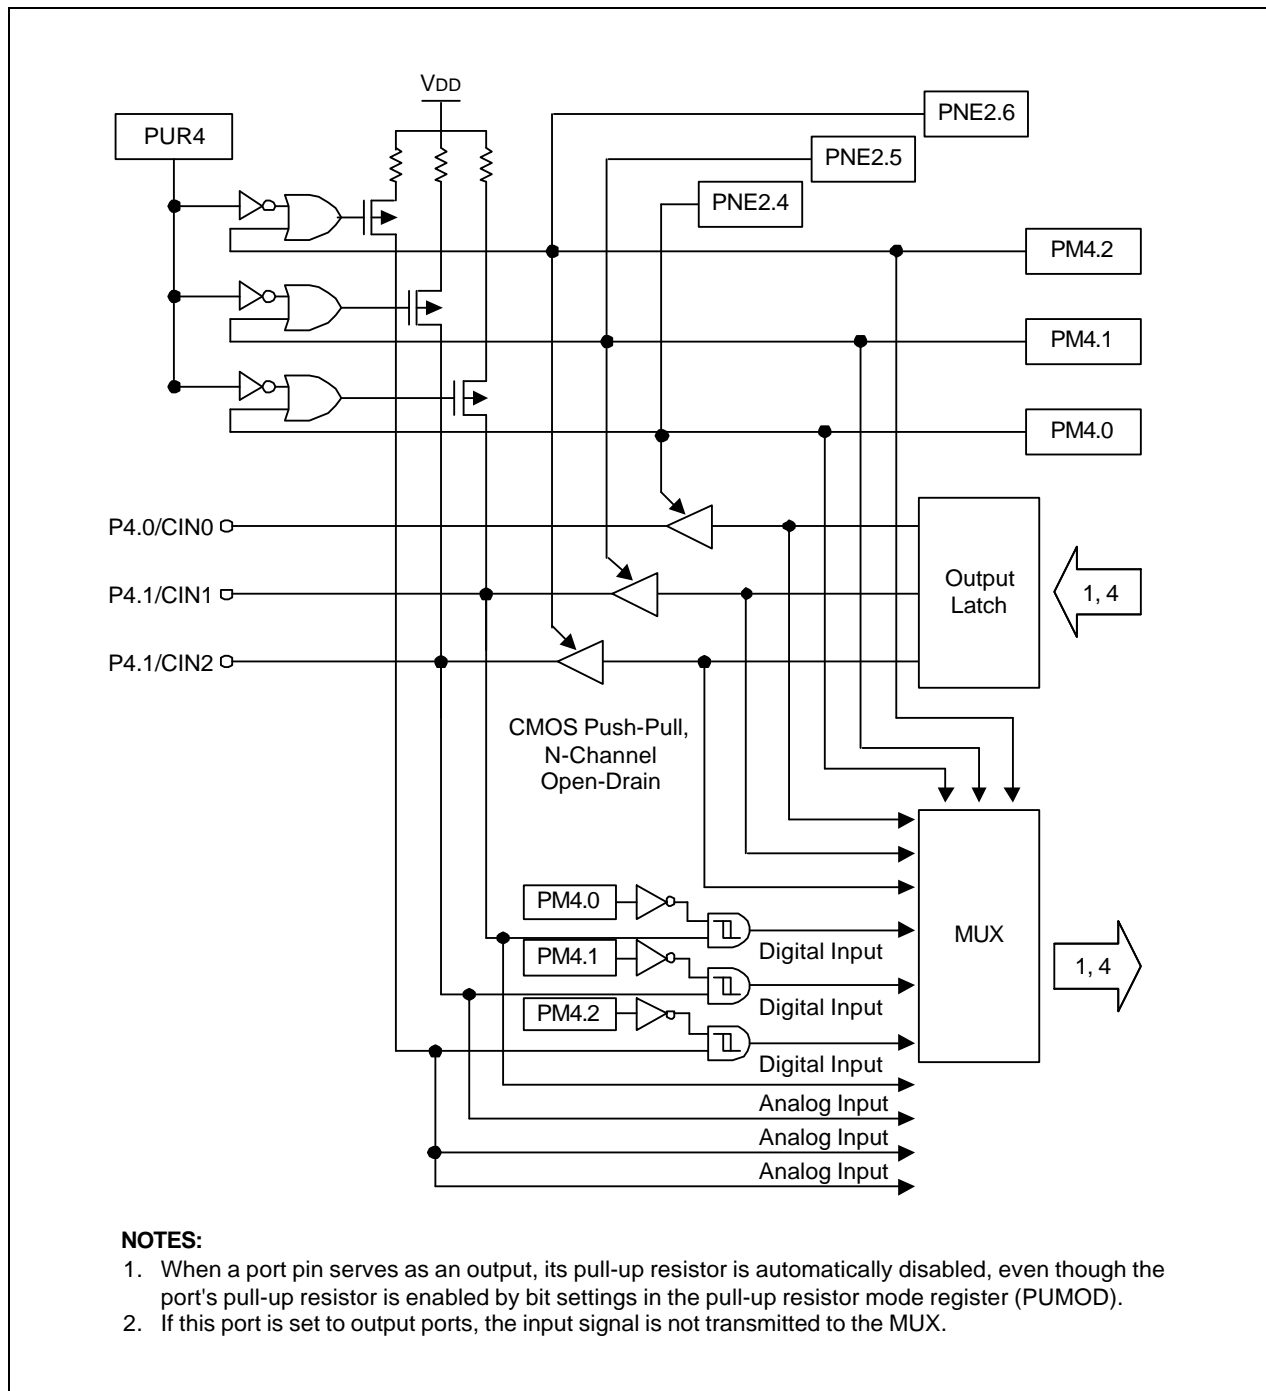 VDD
PUR4
PNE2.6
PNE2.5
PNE2.4
PM4.2
PM4.1
PM4.0
P4.0/CIN0
P4.1/CIN1
P4.1/CIN2
Output
Latch
1, 4
CMOS Push-Pull,
N-Channel
Open-Drain
PM4.0
Digital Input
PM4.1
Digital Input
PM4.2
Digital Input
MUX
1, 4
Analog Input
Analog Input
Analog Input
NOTES:
1. When a port pin serves as an output, its pull-up resistor is automatically disabled, even though the
port's pull-up resistor is enabled by bit settings in the pull-up resistor mode register (PUMOD).
2. If this port is set to output ports, the input signal is not transmitted to the MUX.